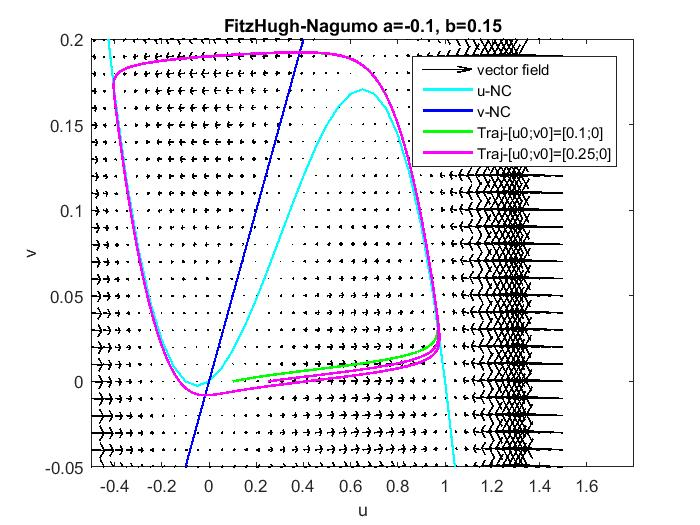 FitzHugh-Nagumo a=-0.1, b=0.15
0.2
vector field
u-NC
v-NC
Traj-[u0;v0]=[0.1;0]
Traj-[u0;v0]=[0.25;0]
0.15
0.1
v
0.05
0
-0.05
-0.4 -0.2 0 0.2 0.4 0.6 0.8 1 1.2 1.4 1.6
u